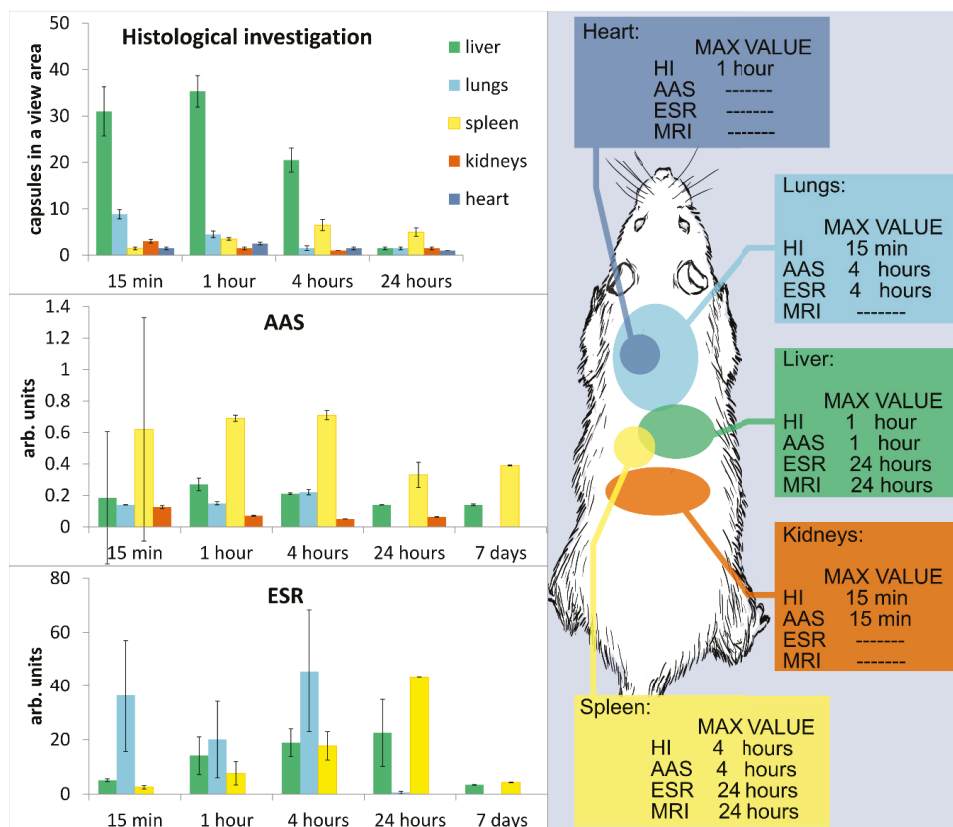 Histological investigation
capsules in a view area
50
40
30
20
10
0
liver
lungs
spleen
kidneys
heart
15 min 1 hour 4 hours 24 hours
AAS
arb. units
1.4
1.2
1
0.8
0.6
0.4
0.2
0
15 min 1 hour 4 hours 24 hours 7 days
ESR
arb. units
80
60
40
20
0
15 min 1 hour 4 hours 24 hours 7 days
Heart:
MAX VALUE
HI 1 hour
AAS -------
ESR -------
MRI -------
Lungs:
MAX VALUE
HI 15 min
AAS 4 hours
ESR 4 hours
MRI -------
Liver:
MAX VALUE
HI 1 hour
AAS 1 hour
ESR 24 hours
MRI 24 hours
Kidneys:
MAX VALUE
HI 15 min
AAS 15 min
ESR -------
MRI -------
Spleen:
MAX VALUE
HI 4 hours
AAS 4 hours
ESR 24 hours
MRI 24 hours